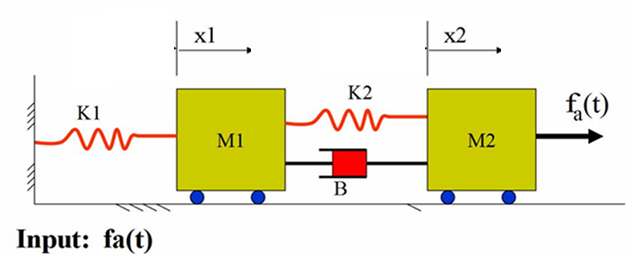 x1
x2
K1
K2
fa(t)
M1
M2
B
Input: fa(t)